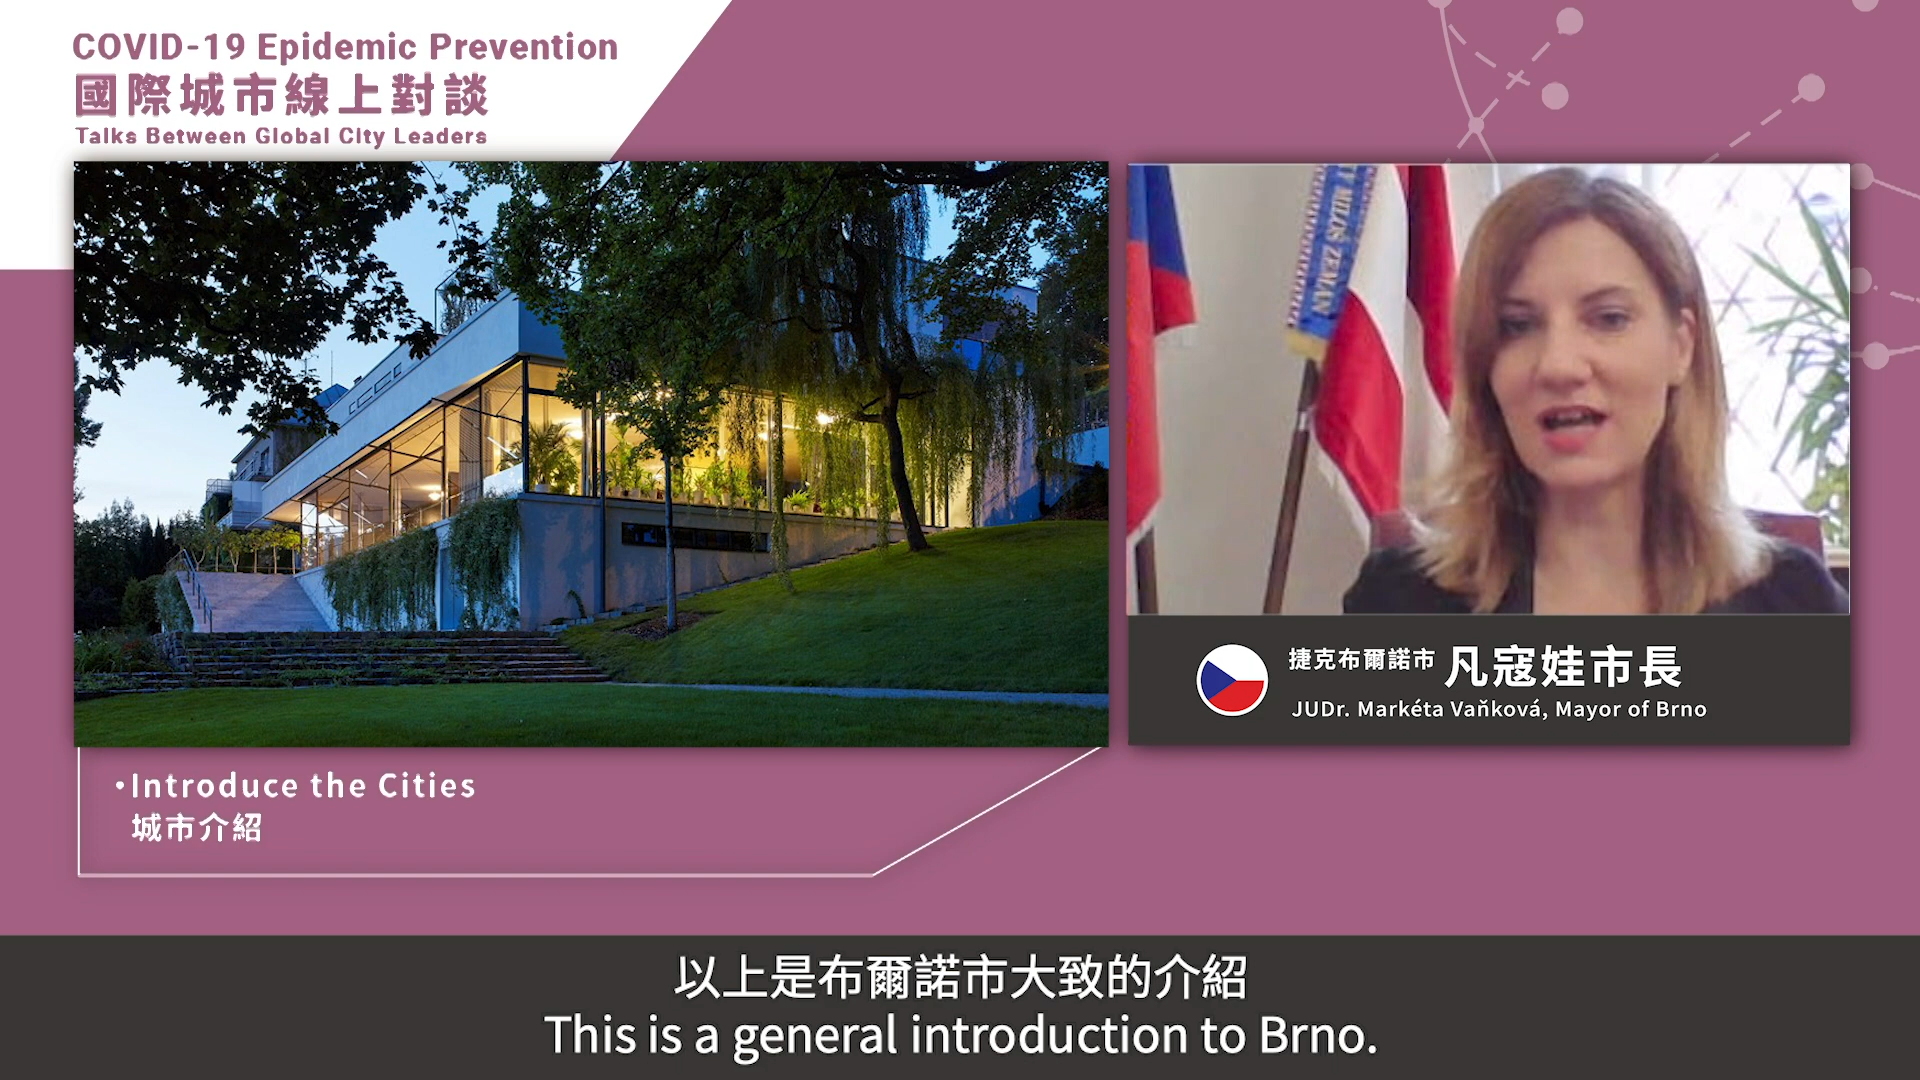 COVID-19 Epidemic Prevention
國際城市線上對談
Talks Between Global City Leaders
捷克布爾諾市 凡寇娃市長
JUDr. Markéta Vaňková, Mayor of Brno
•Introduce the Cities
城市介紹
以上是布爾諾市大致的介紹
This is a general introduction to Brno.